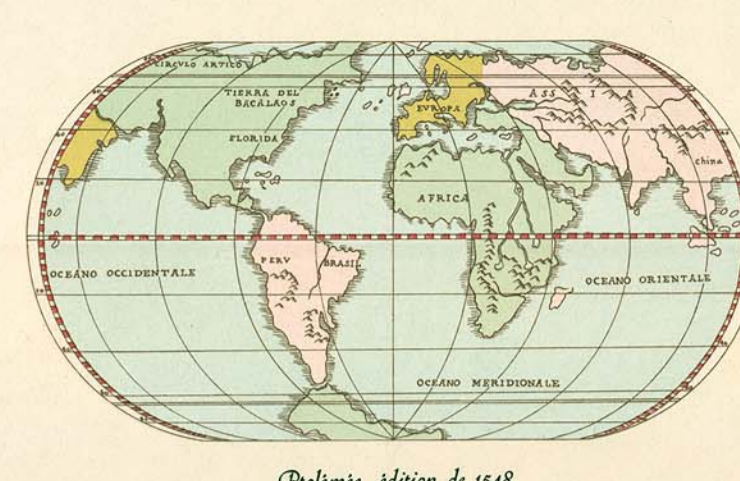 CIRCULO ARTICO
TIERRA DEL
BACALAOS
FLORIDA
EVROPA
ASSIA
China
AFRICA
PERV
BRASIL
OCEANO OCCIDENTALE
OCEANO ORIENTALE
OCEANO MERIDIONALE
Ptolémée, édition de 1548